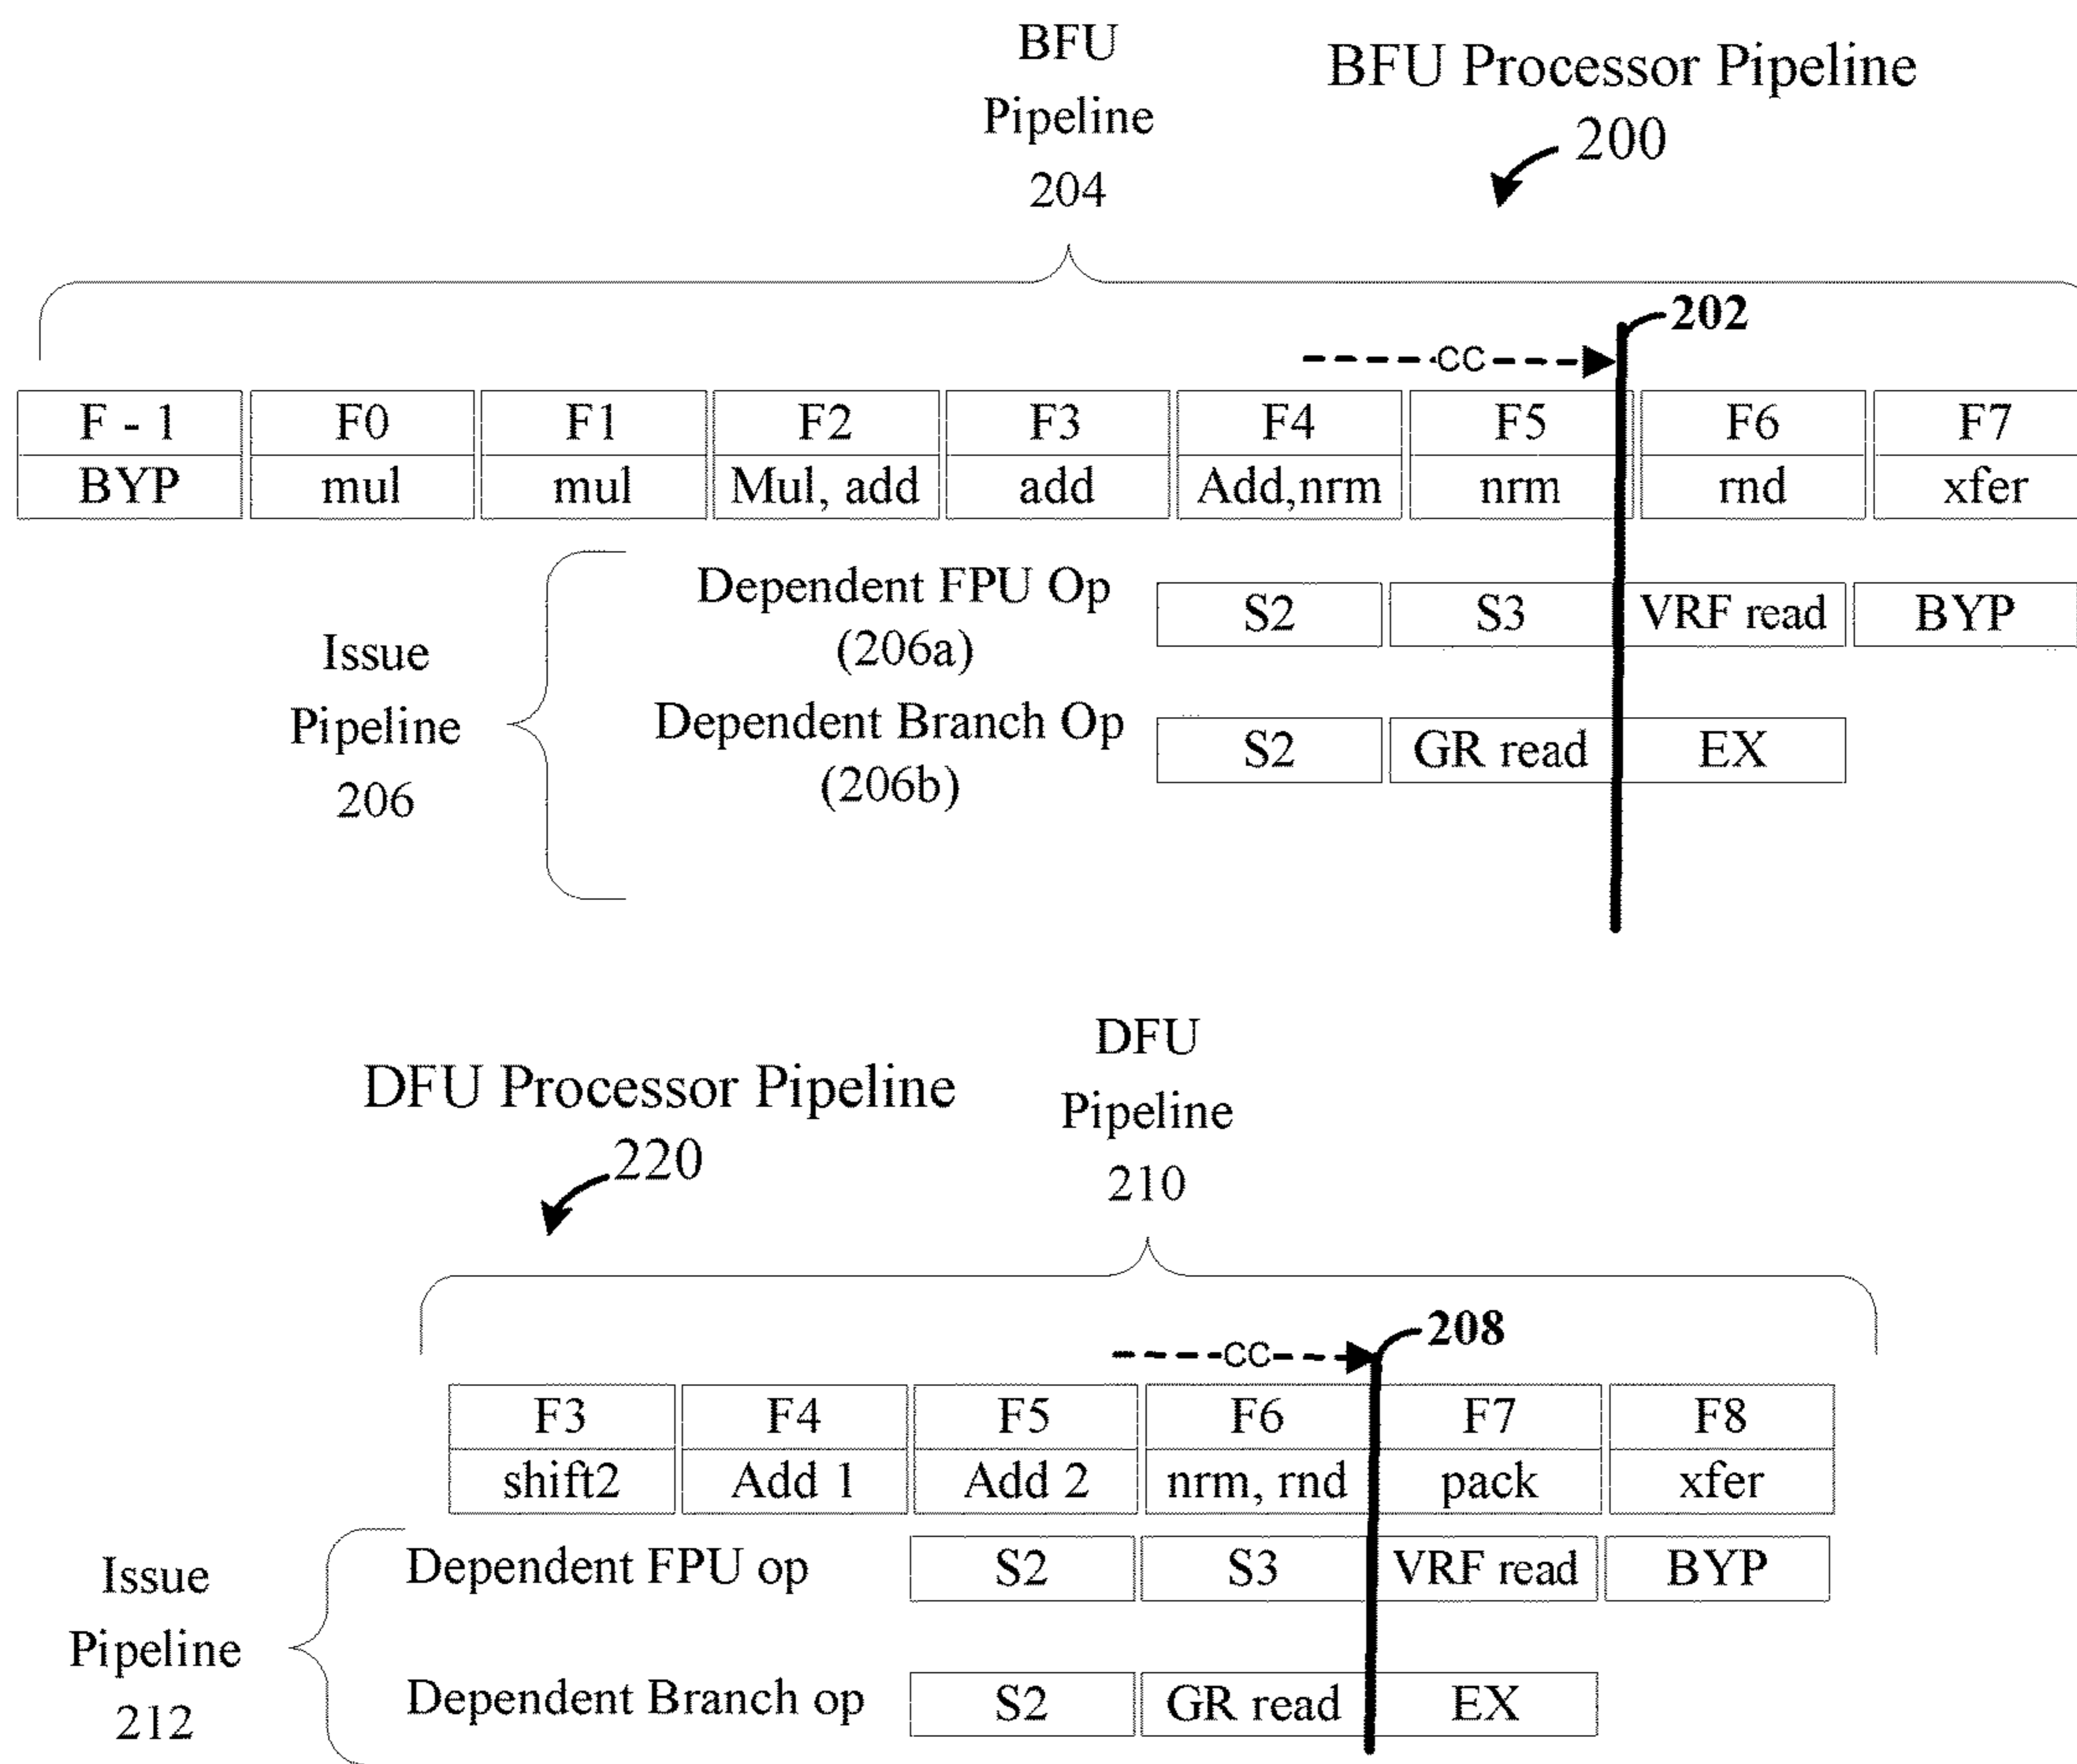 BFU
Pipeline
204
BFU Processor Pipeline
200
202
CC
F - 1 F0 F1 F2 F3 F4 F5 F6 F7
BYP mul mul Mul, add add Add,nrm nrm rnd xfer
Issue
Pipeline
206
Dependent FPU Op
(206a)
S2 S3 VRF read BYP
Dependent Branch Op
(206b)
S2 GR read EX
DFU Processor Pipeline
220
DFU
Pipeline
210
208
CC
F3 F4 F5 F6 F7 F8
shift2 Add 1 Add 2 nrm, rnd pack xfer
Issue
Pipeline
212
Dependent FPU op S2 S3 VRF read BYP
Dependent Branch op S2 GR read EX